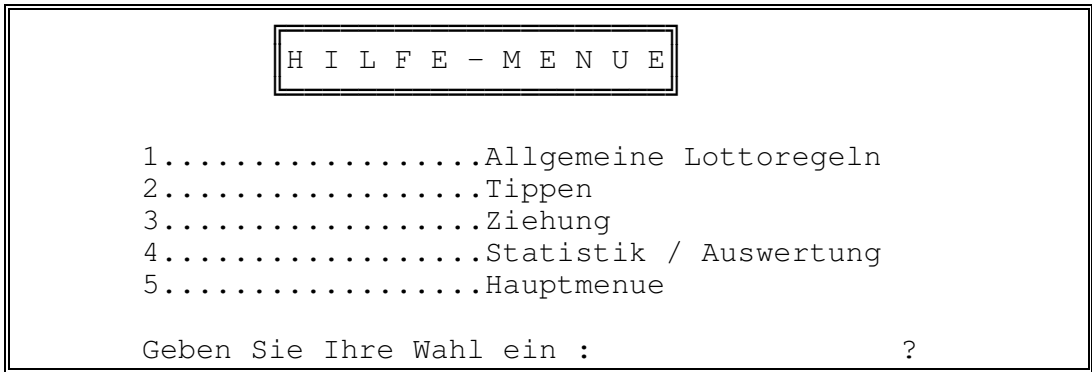 H I L F E - M E N U E
1..................Allgemeine Lottoregeln
2..................Tippen
3..................Ziehung
4..................Statistik / Auswertung
5..................Hauptmenue
Geben Sie Ihre Wahl ein : ?